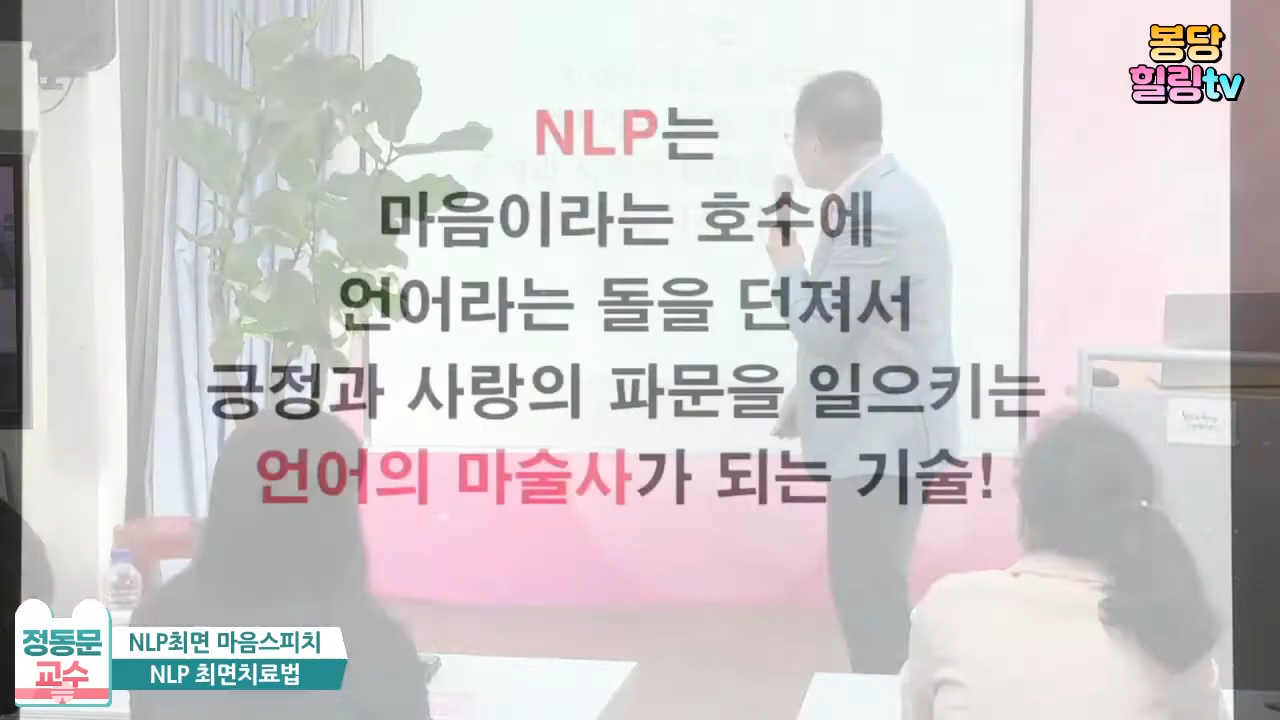 봉당
힐링tv
NLP는
마음이라는 호수에
언어라는 돌을 던져서
긍정과 사랑의 파문을 일으키는
언어의 마술사가 되는 기술!
정동문
교수
NLP최면 마음스피치
NLP 최면치료법